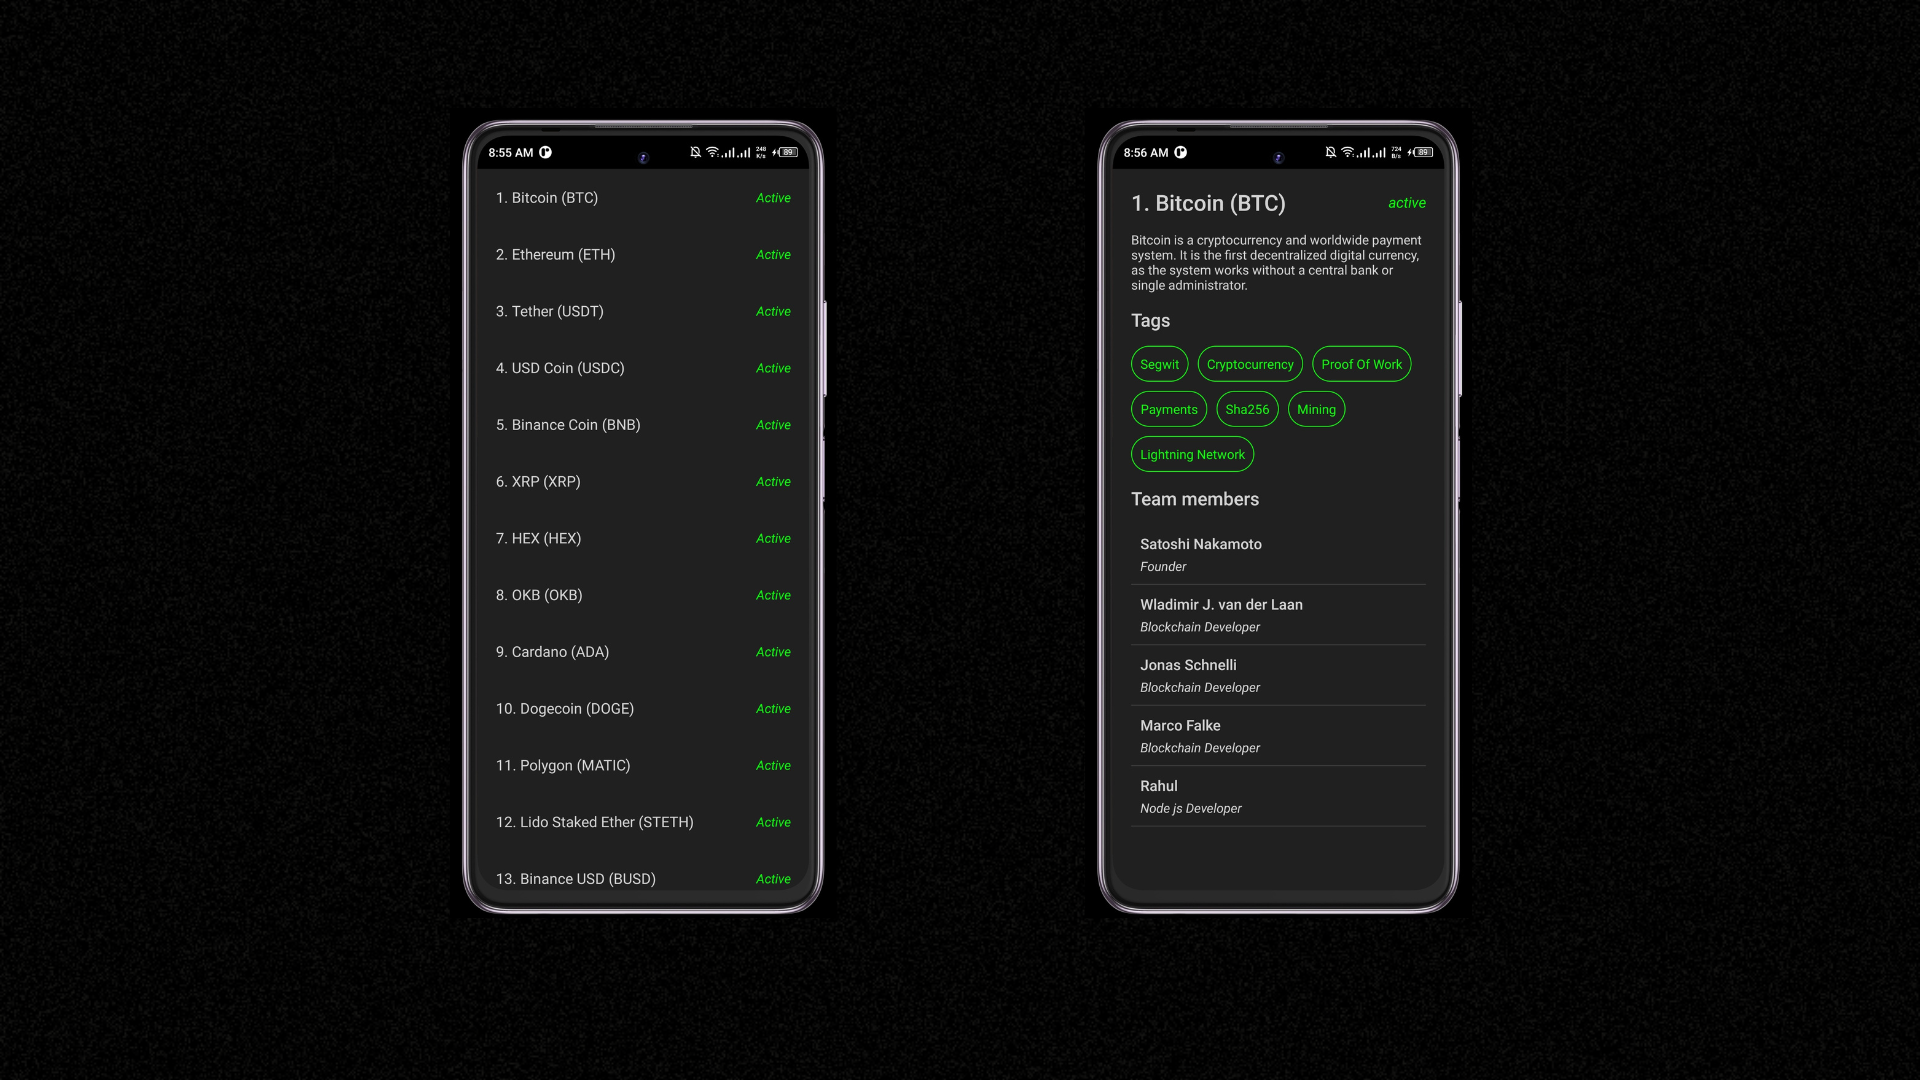 8:55 AM
248
K/s
89
1. Bitcoin (BTC) Active
2. Ethereum (ETH) Active
3. Tether (USDT) Active
4. USD Coin (USDC) Active
5. Binance Coin (BNB) Active
6. XRP (XRP) Active
7. HEX (HEX) Active
8. OKB (OKB) Active
9. Cardano (ADA) Active
10. Dogecoin (DOGE) Active
11. Polygon (MATIC) Active
12. Lido Staked Ether (STETH) Active
13. Binance USD (BUSD) Active
8:56 AM
724
B/s
89
1. Bitcoin (BTC) active
Bitcoin is a cryptocurrency and worldwide payment
system. It is the first decentralized digital currency,
as the system works without a central bank or
single administrator.
Tags
Segwit Cryptocurrency Proof Of Work
Payments Sha256 Mining
Lightning Network
Team members
Satoshi Nakamoto
Founder
Wladimir J. van der Laan
Blockchain Developer
Jonas Schnelli
Blockchain Developer
Marco Falke
Blockchain Developer
Rahul
Node js Developer